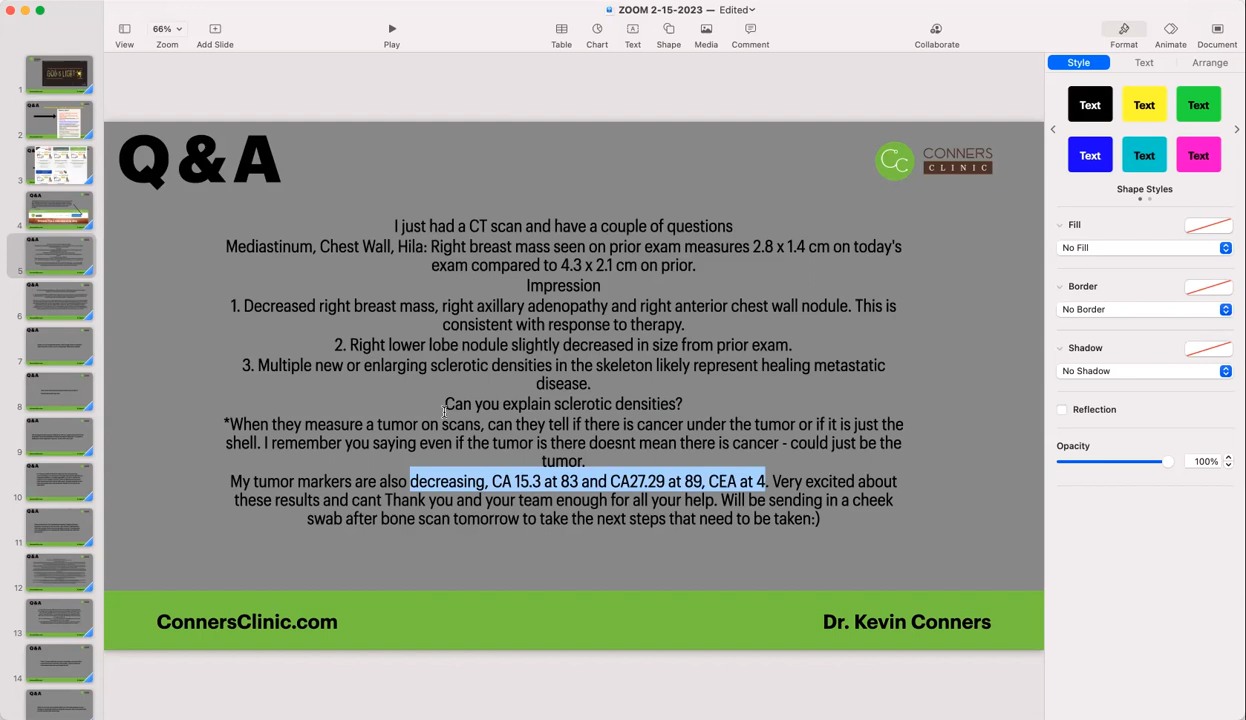 ZOOM 2-15-2023 — Edited
66%
View
Zoom
Add Slide
Play
Table
Chart
Text
Shape
Media
Comment
Collaborate
Format
Animate
Document
1
2
3
4
5
6
7
8
9
10
11
12
13
14
Q & A
CC
CONNERS
CLINIC
I just had a CT scan and have a couple of questions
Mediastinum, Chest Wall, Hila: Right breast mass seen on prior exam measures 2.8 x 1.4 cm on today's
exam compared to 4.3 x 2.1 cm on prior.
Impression
1. Decreased right breast mass, right axillary adenopathy and right anterior chest wall nodule. This is
consistent with response to therapy.
2. Right lower lobe nodule slightly decreased in size from prior exam.
3. Multiple new or enlarging sclerotic densities in the skeleton likely represent healing metastatic
disease.
Can you explain sclerotic densities?
*When they measure a tumor on scans, can they tell if there is cancer under the tumor or if it is just the
shell. I remember you saying even if the tumor is there doesnt mean there is cancer - could just be the
tumor.
My tumor markers are also decreasing, CA 15.3 at 83 and CA27.29 at 89, CEA at 4. Very excited about
these results and cant Thank you and your team enough for all your help. Will be sending in a cheek
swab after bone scan tomorrow to take the next steps that need to be taken:)
ConnersClinic.com
Dr. Kevin Conners
Style
Text
Arrange
Text
Text
Text
Text
Text
Text
Shape Styles
Fill
No Fill
Border
No Border
Shadow
No Shadow
Reflection
Opacity
100%